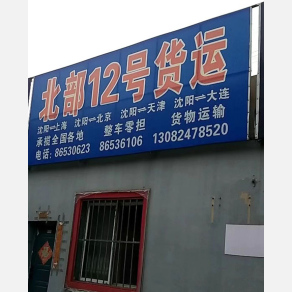 北部12号货运
沈阳⇌上海 沈阳⇌北京 沈阳⇌天津 沈阳⇌大连
承揽全国各地 整车零担 货物运输
电话：86530623 86536106 13082478520